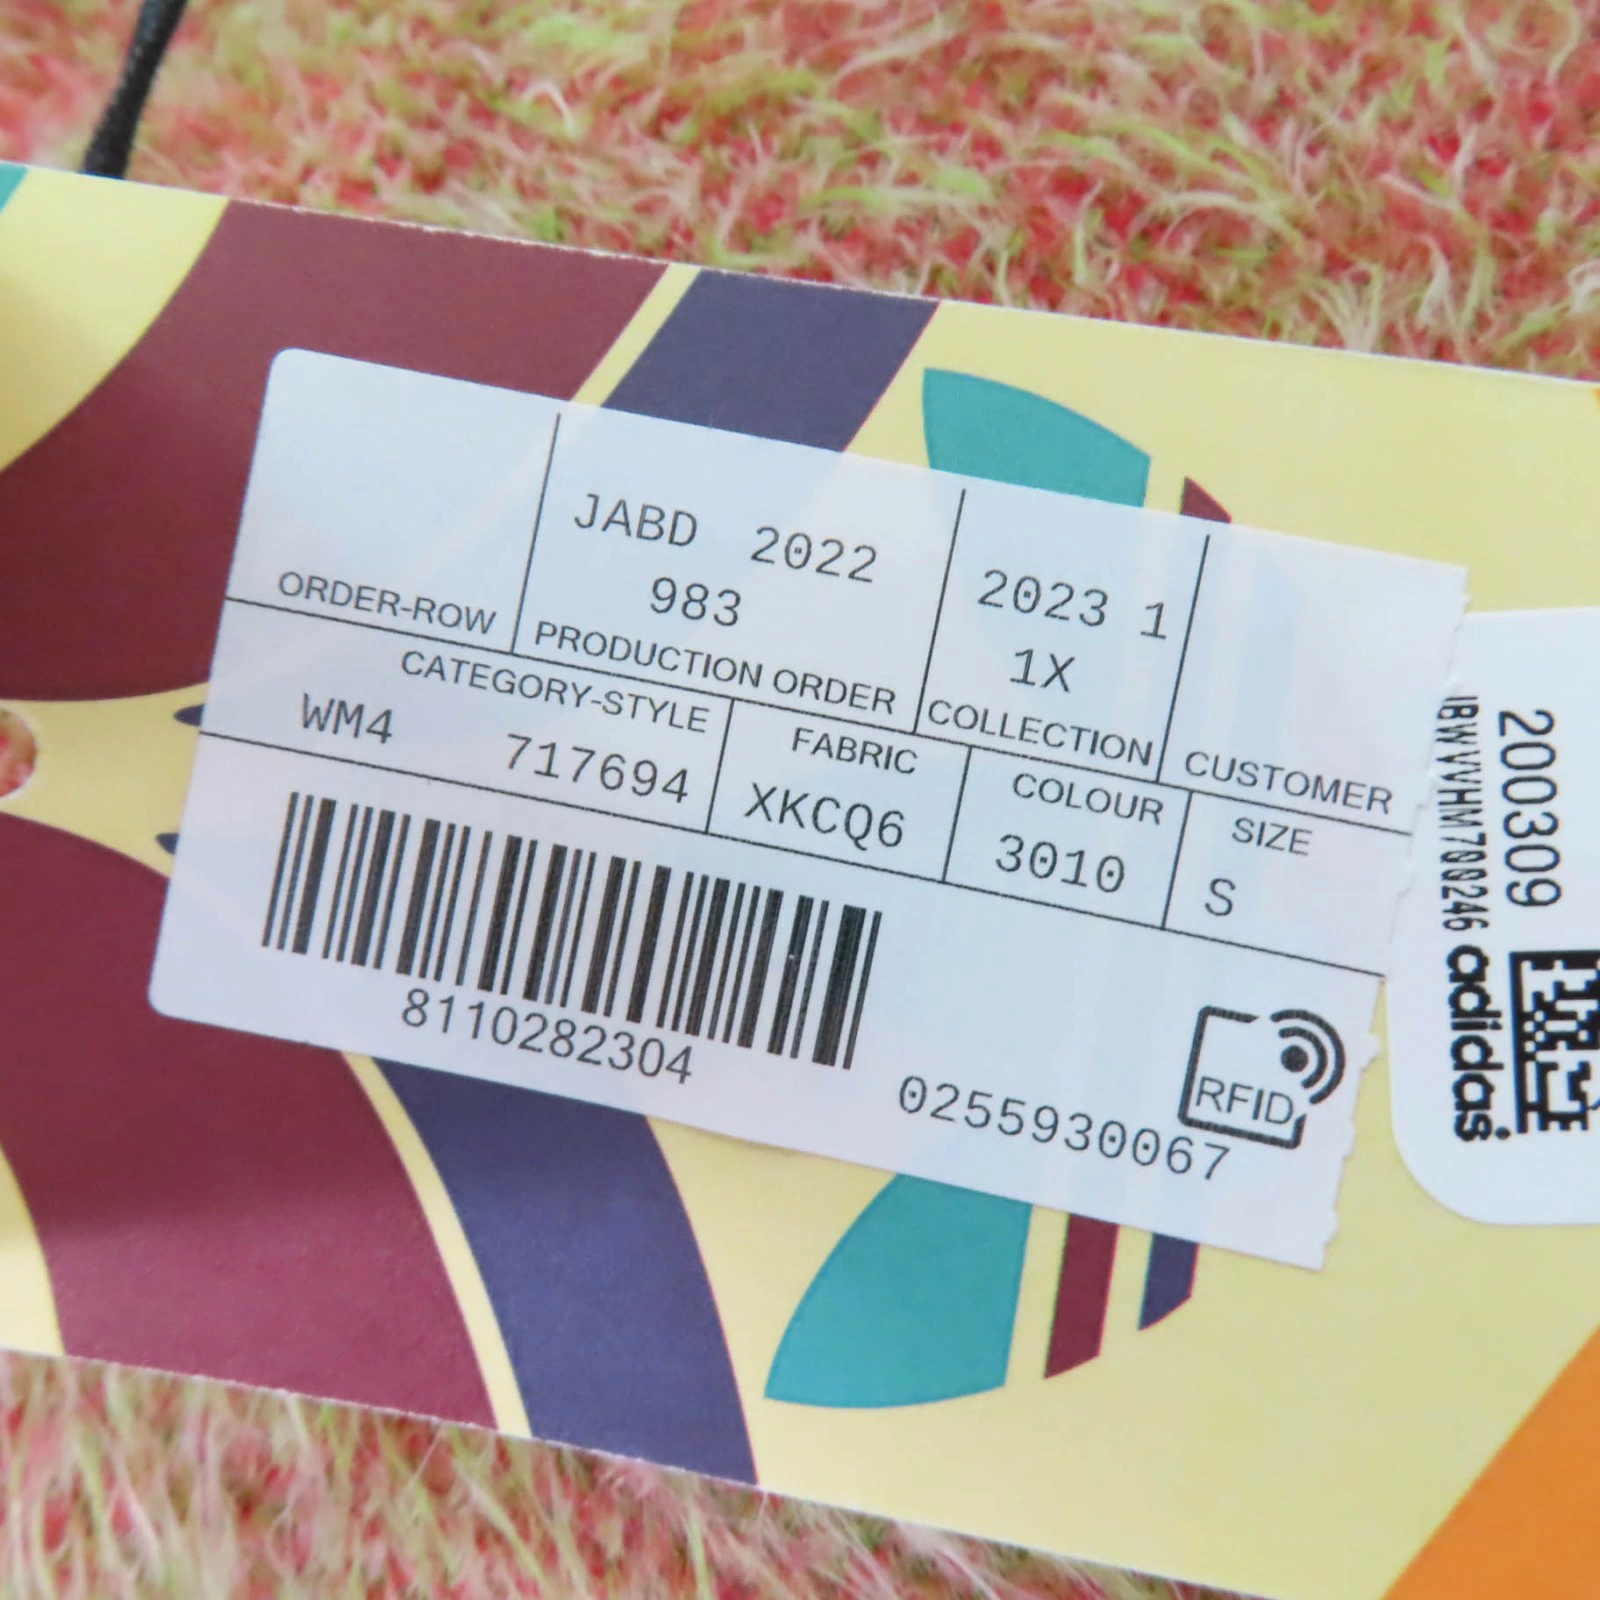 JABD 2022
983
ORDER-ROW
PRODUCTION ORDER
2023 1
1X
COLLECTION
CUSTOMER
CATEGORY-STYLE
WM4 717694
FABRIC
XKCQ6
COLOUR
3010
SIZE
S
8110282304
0255930067
RFID
200309
adidas